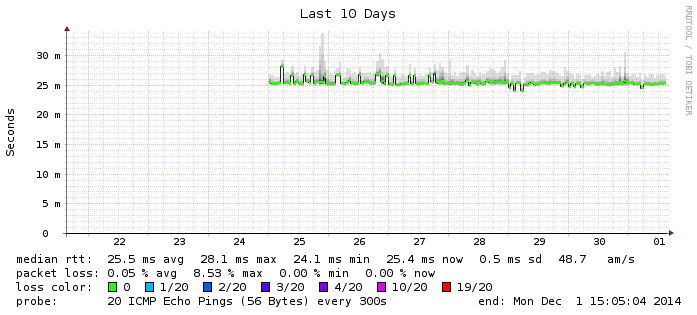 Last 10 Days
RRDTOOL / TOBI OETIKER
Seconds
30 m
25 m
20 m
15 m
10 m
5 m
0
22 23 24 25 26 27 28 29 30 01
median rtt: 25.5 ms avg 28.1 ms max 24.1 ms min 25.4 ms now 0.5 ms sd 48.7 am/s
packet loss: 0.05 % avg 8.53 % max 0.00 % min 0.00 % now
loss color: 0 1/20 2/20 3/20 4/20 10/20 19/20
probe: 20 ICMP Echo Pings (56 Bytes) every 300s end: Mon Dec 1 15:05:04 2014